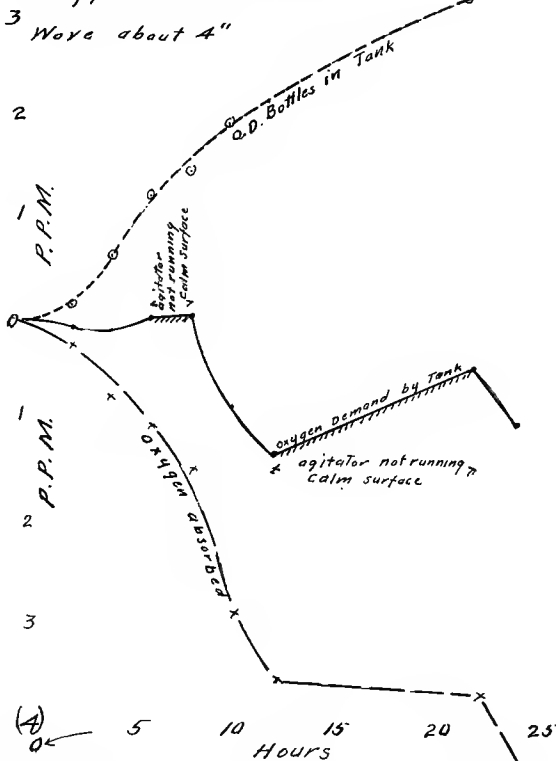 3
Wave about 4"
2
O.D. Bottles in Tank
1
P.P.M.
agitator
not running
calm surface
0
oxygen Demand by Tank
1
P.P.M.
agitator not running
calm surface
2
oxygen absorbed
3
(4)
0 5 10 15 20 25
Hours